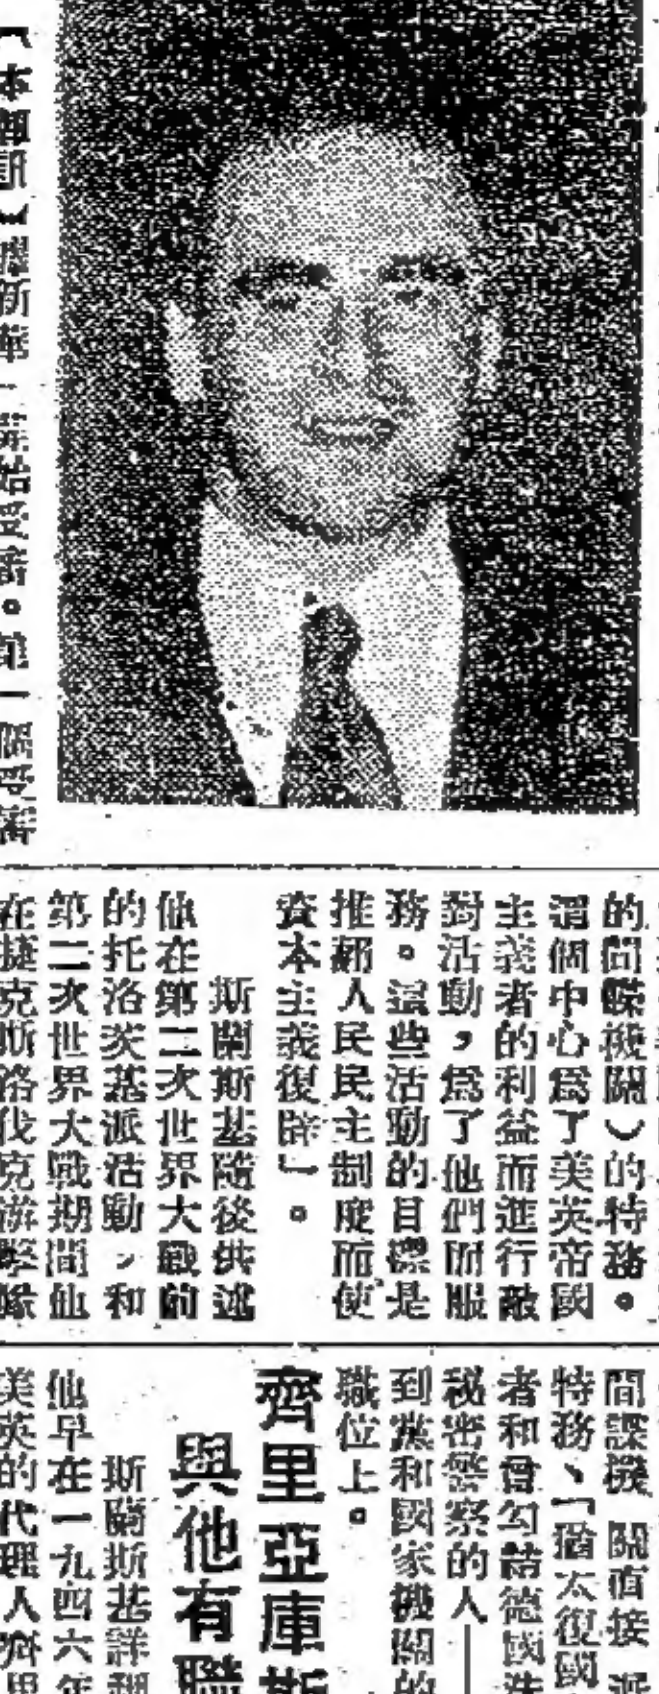 【本報訊】據新華
開始受審。第一個受審
的間諜機關）的特務。
謂個中心爲了美英帝國
主義者的利益而進行敵
對活動，爲了他們所服
務。這些活動的目標是
推翻人民民主制度而使
資本主義復辟」。
斯蘭斯基隨後供述
他在第二次世界大戰前
的托洛茨基派活動，和
第二次世界大戰期間他
在捷克斯洛伐克游擊隊
間諜機關直接派
特務、「猶太復國
者和曾勾結德國
秘密警察的人—
到黨和國家機關的
職位上。
齊里亞庫斯
與他有聯
斯蘭斯基詳細
他早在一九四六年
美英的代理人齊里